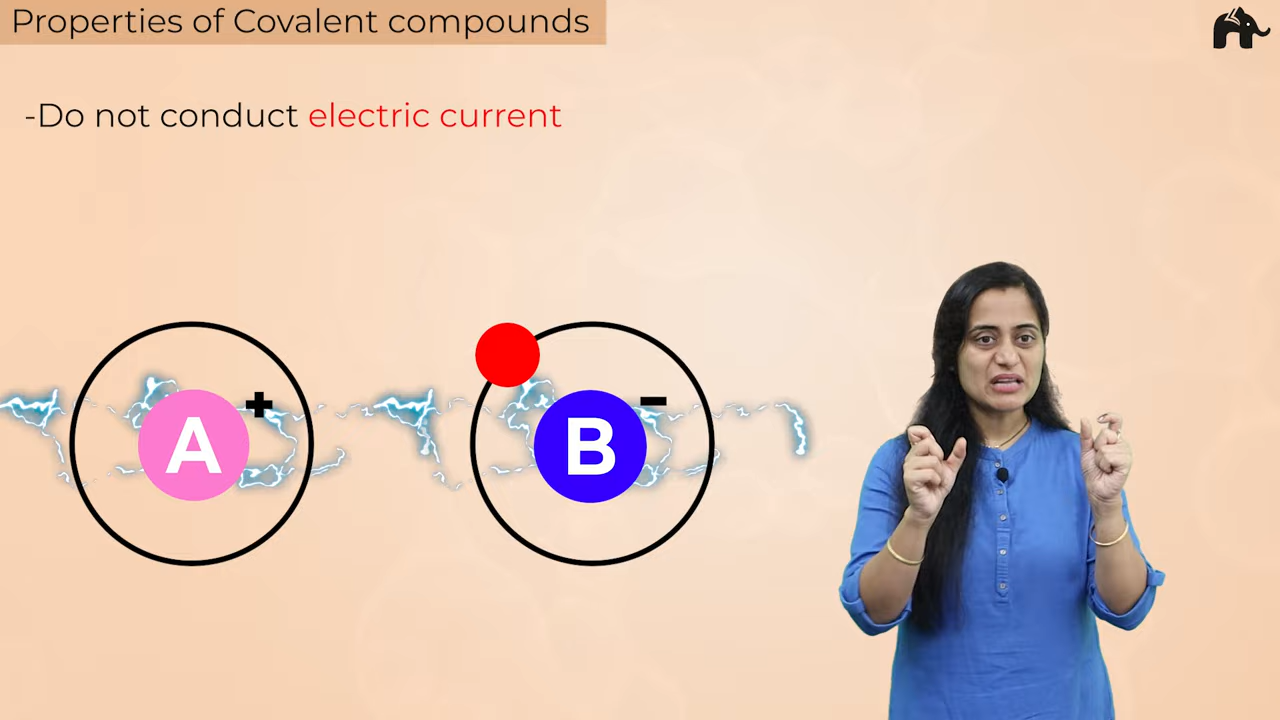 Properties of Covalent compounds
-Do not conduct electric current
A +
B -